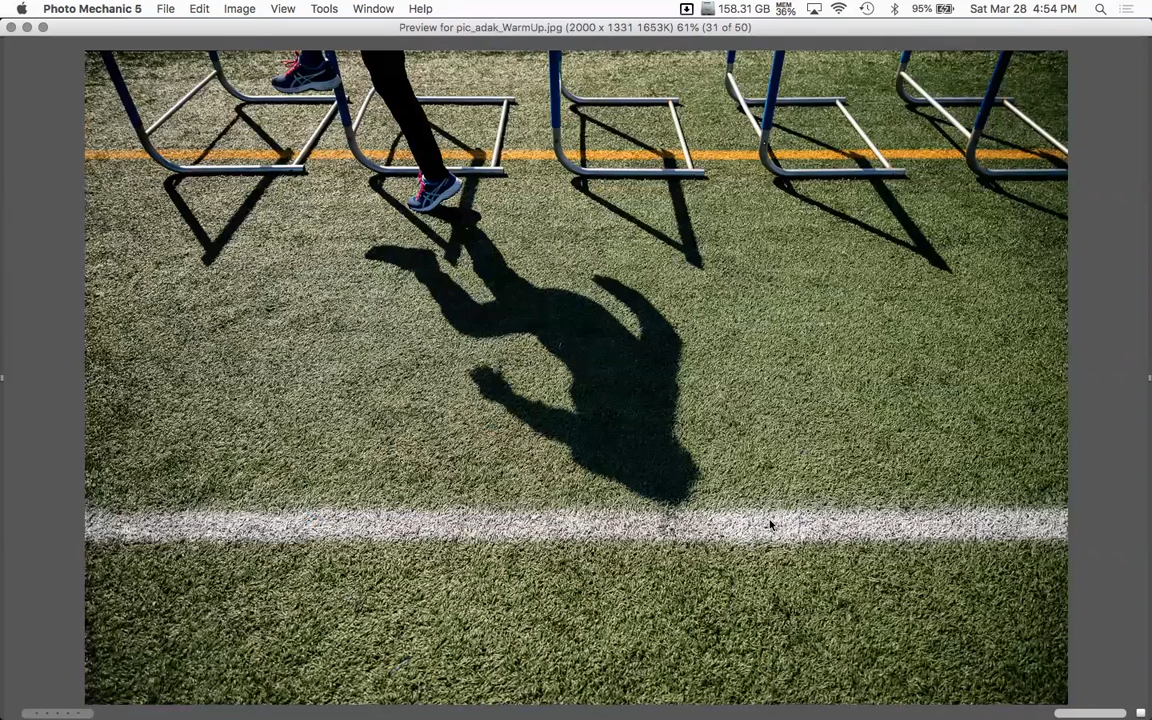 Photo Mechanic 5 File Edit Image View Tools Window Help 158.31 GB MEM 36% 95% Sat Mar 28 4:54 PM
Preview for pic_adak_WarmUp.jpg (2000 x 1331 1653K) 61% (31 of 50)